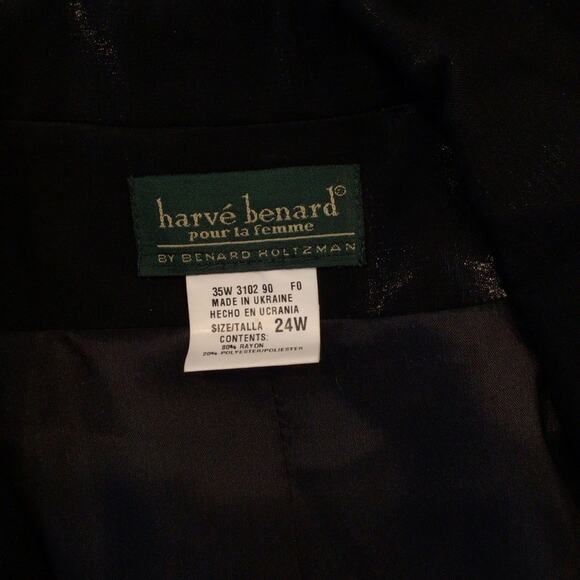 harvé benard®
pour la femme
BY BENARD HOLTZMAN
35W 3102 90 F0
MADE IN UKRAINE
HECHO EN UCRANIA
SIZE/TALLA 24W
CONTENTS:
80% RAYON
20% POLYESTER/POLIESTER